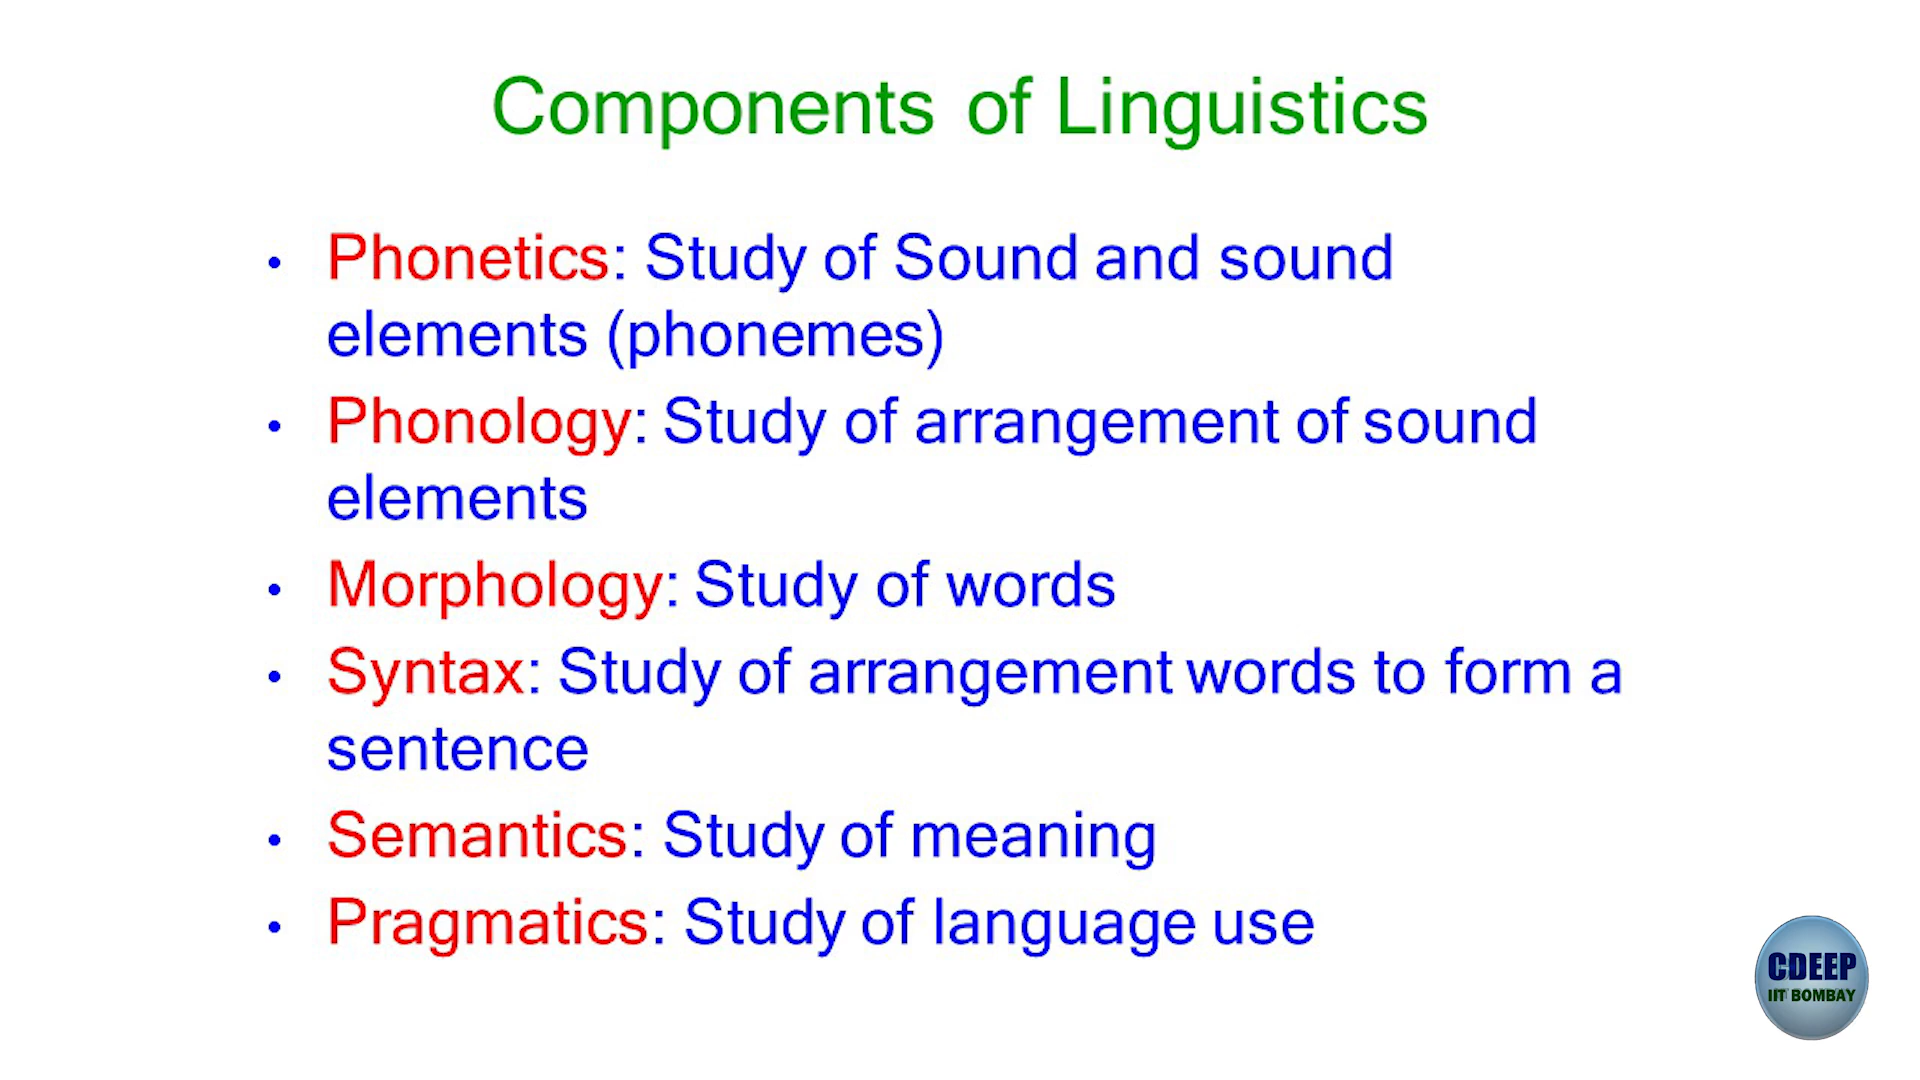 Components of Linguistics
• Phonetics: Study of Sound and sound
elements (phonemes)
• Phonology: Study of arrangement of sound
elements
• Morphology: Study of words
• Syntax: Study of arrangement words to form a
sentence
• Semantics: Study of meaning
• Pragmatics: Study of language use
CDEEP
IIT BOMBAY